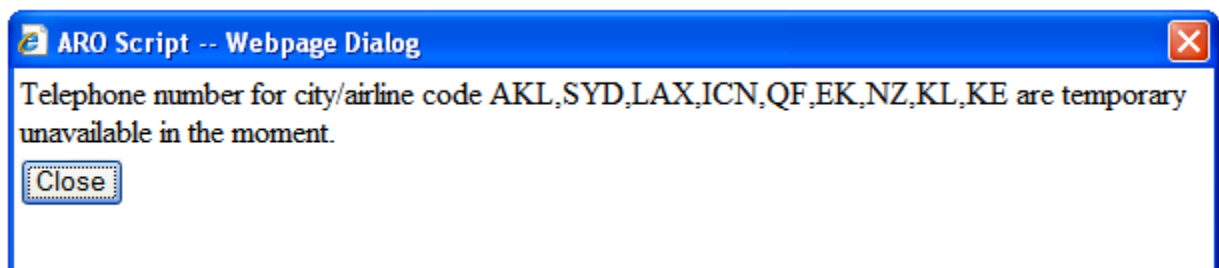 ARO Script -- Webpage Dialog
Telephone number for city/airline code AKL,SYD,LAX,ICN,QF,EK,NZ,KL,KE are temporary
unavailable in the moment.
Close